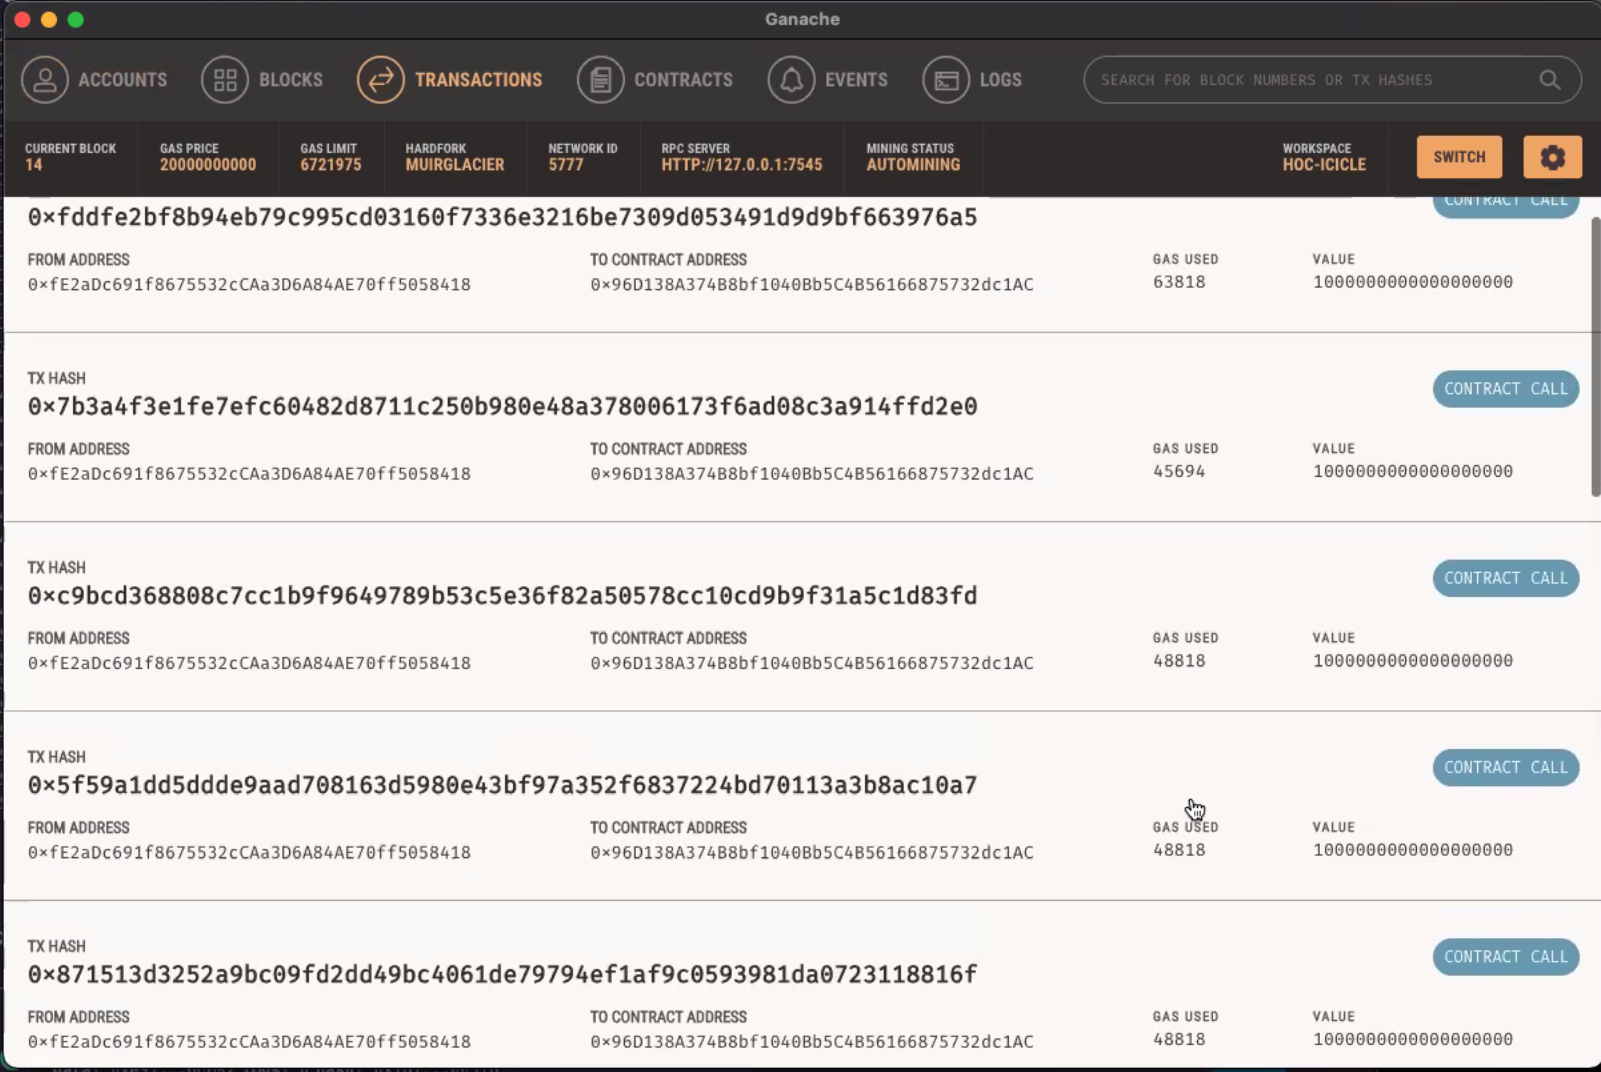 Ganache
ACCOUNTS BLOCKS TRANSACTIONS CONTRACTS EVENTS LOGS SEARCH FOR BLOCK NUMBERS OR TX HASHES
CURRENT BLOCK GAS PRICE GAS LIMIT HARDFORK NETWORK ID RPC SERVER MINING STATUS WORKSPACE SWITCH
14 20000000000 6721975 MUIRGLACIER 5777 HTTP://127.0.0.1:7545 AUTOMINING HOC-ICICLE
0×fddfe2bf8b94eb79c995cd03160f7336e3216be7309d053491d9d9bf663976a5 CONTRACT CALL
FROM ADDRESS TO CONTRACT ADDRESS GAS USED VALUE
0×fE2aDc691f8675532cCAa3D6A84AE70ff5058418 0×96D138A374B8bf1040Bb5C4B56166875732dc1AC 63818 1000000000000000000
TX HASH
0×7b3a4f3e1fe7efc60482d8711c250b980e48a378006173f6ad08c3a914ffd2e0 CONTRACT CALL
FROM ADDRESS TO CONTRACT ADDRESS GAS USED VALUE
0×fE2aDc691f8675532cCAa3D6A84AE70ff5058418 0×96D138A374B8bf1040Bb5C4B56166875732dc1AC 45694 1000000000000000000
TX HASH
0×c9bcd368808c7cc1b9f9649789b53c5e36f82a50578cc10cd9b9f31a5c1d83fd CONTRACT CALL
FROM ADDRESS TO CONTRACT ADDRESS GAS USED VALUE
0×fE2aDc691f8675532cCAa3D6A84AE70ff5058418 0×96D138A374B8bf1040Bb5C4B56166875732dc1AC 48818 1000000000000000000
TX HASH
0×5f59a1dd5ddde9aad708163d5980e43bf97a352f6837224bd70113a3b8ac10a7 CONTRACT CALL
FROM ADDRESS TO CONTRACT ADDRESS GAS USED VALUE
0×fE2aDc691f8675532cCAa3D6A84AE70ff5058418 0×96D138A374B8bf1040Bb5C4B56166875732dc1AC 48818 1000000000000000000
TX HASH
0×871513d3252a9bc09fd2dd49bc4061de79794ef1af9c0593981da0723118816f CONTRACT CALL
FROM ADDRESS TO CONTRACT ADDRESS GAS USED VALUE
0×fE2aDc691f8675532cCAa3D6A84AE70ff5058418 0×96D138A374B8bf1040Bb5C4B56166875732dc1AC 48818 1000000000000000000